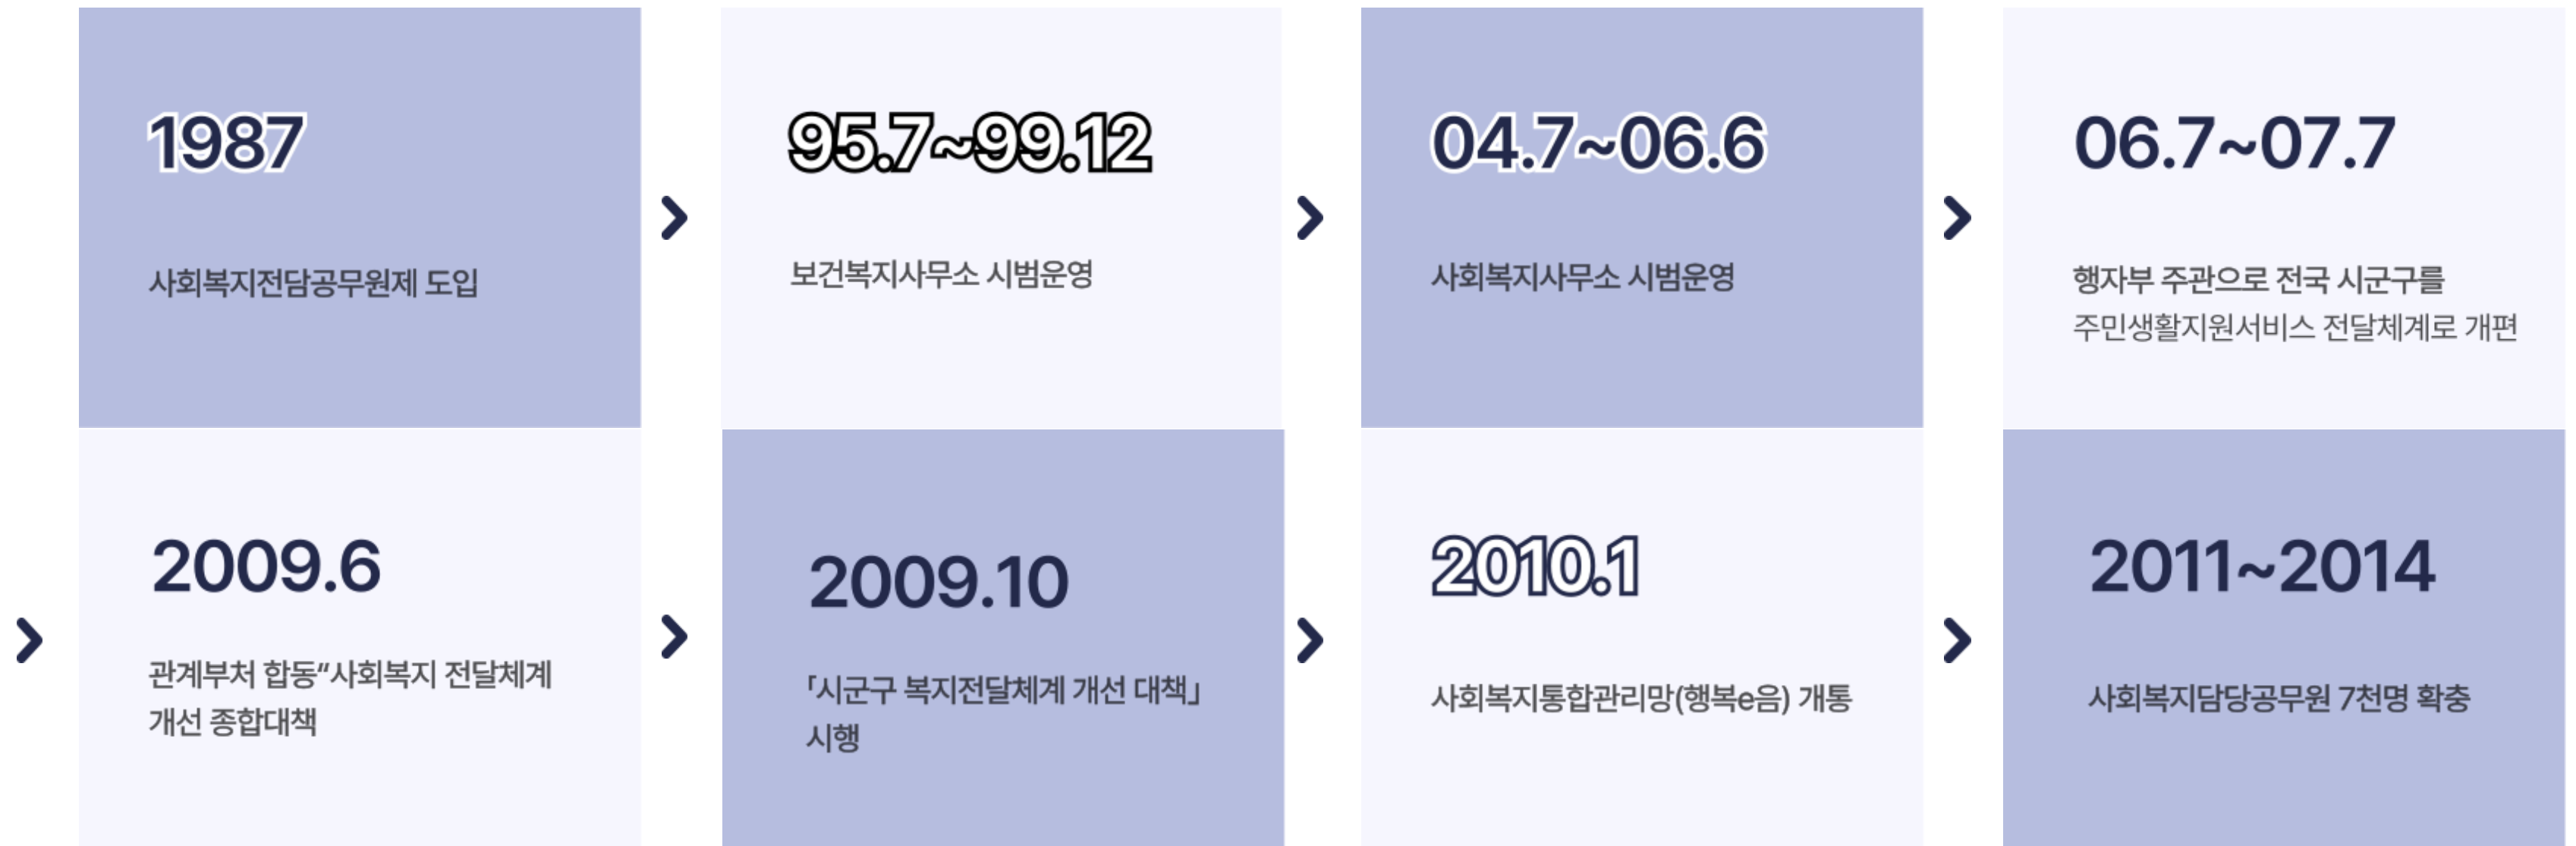 1987
사회복지전담공무원제 도입
95.7~99.12
보건복지사무소 시범운영
04.7~06.6
사회복지사무소 시범운영
06.7~07.7
행자부 주관으로 전국 시군구를
주민생활지원서비스 전달체계로 개편
2009.6
관계부처 합동“사회복지 전달체계
개선 종합대책
2009.10
「시군구 복지전달체계 개선 대책」
시행
2010.1
사회복지통합관리망(행복e음) 개통
2011~2014
사회복지담당공무원 7천명 확충